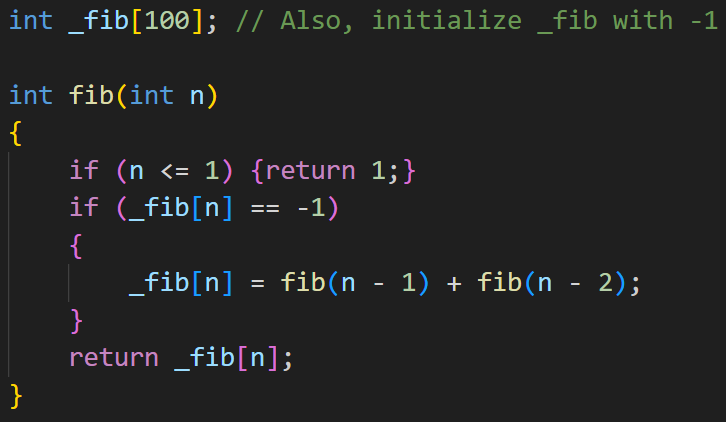 int _fib[100]; // Also, initialize _fib with -1
int fib(int n)
{
if (n <= 1) {return 1;}
if (_fib[n] == -1)
{
_fib[n] = fib(n - 1) + fib(n - 2);
}
return _fib[n];
}